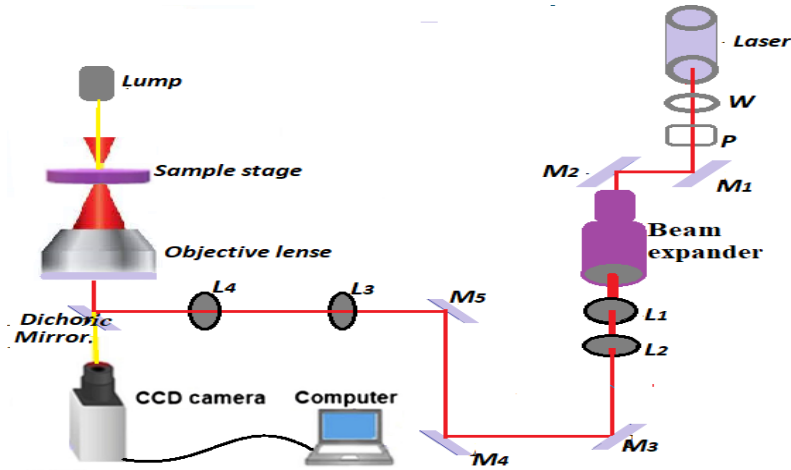 Laser
Lump
W
P
Sample stage
M2
M1
Beam
expander
Objective lense
L4
L3
M5
L1
Dichoric
Mirror.
L2
CCD camera
Computer
M4
M3